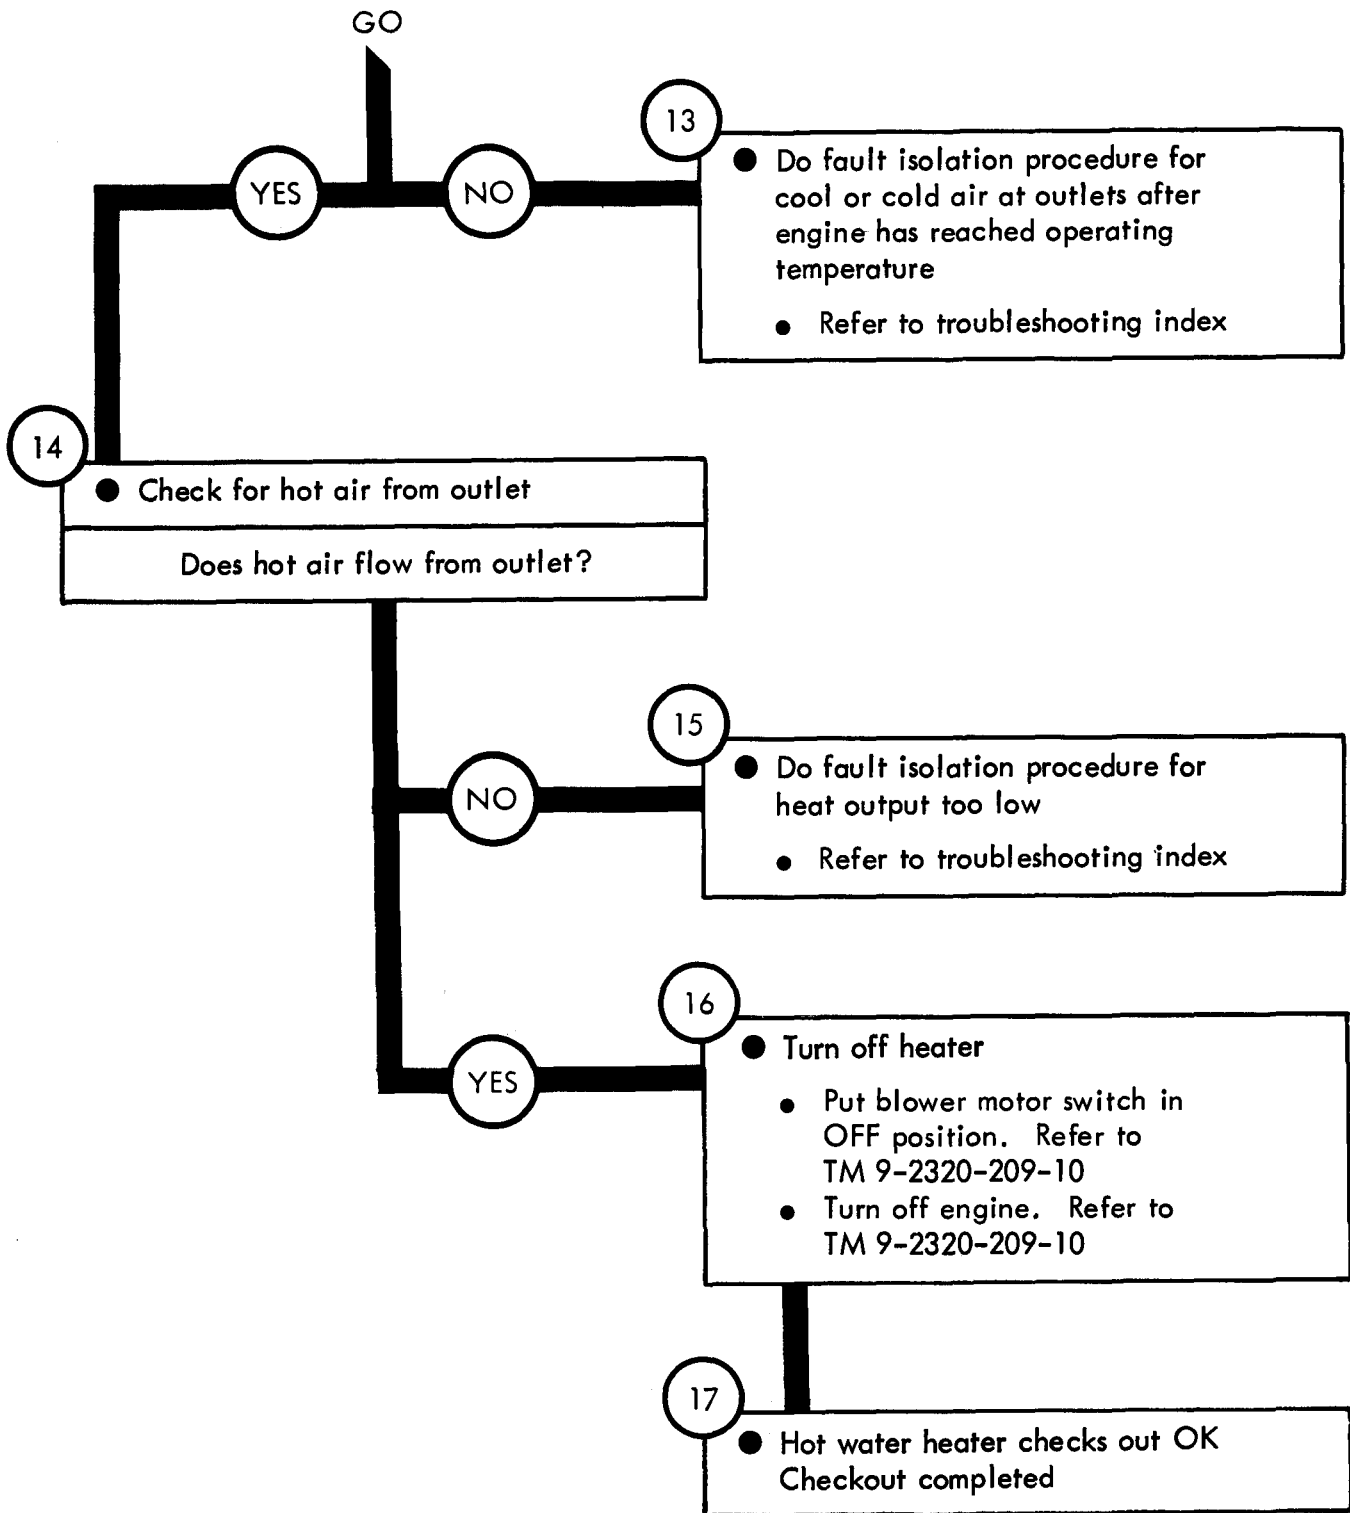 GO
YES
NO
13
● Do fault isolation procedure for
cool or cold air at outlets after
engine has reached operating
temperature
● Refer to troubleshooting index
14
● Check for hot air from outlet
Does hot air flow from outlet?
NO
15
● Do fault isolation procedure for
heat output too low
● Refer to troubleshooting index
YES
16
● Turn off heater
● Put blower motor switch in
OFF position. Refer to
TM 9-2320-209-10
● Turn off engine. Refer to
TM 9-2320-209-10
17
● Hot water heater checks out OK
Checkout completed